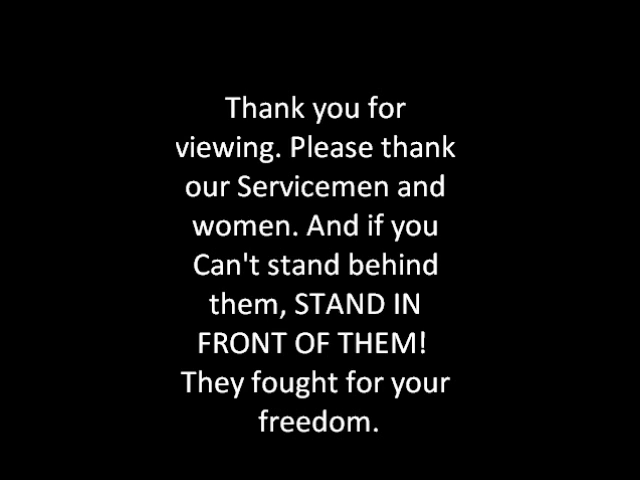 Thank you for
viewing. Please thank
our Servicemen and
women. And if you
Can't stand behind
them, STAND IN
FRONT OF THEM!
They fought for your
freedom.